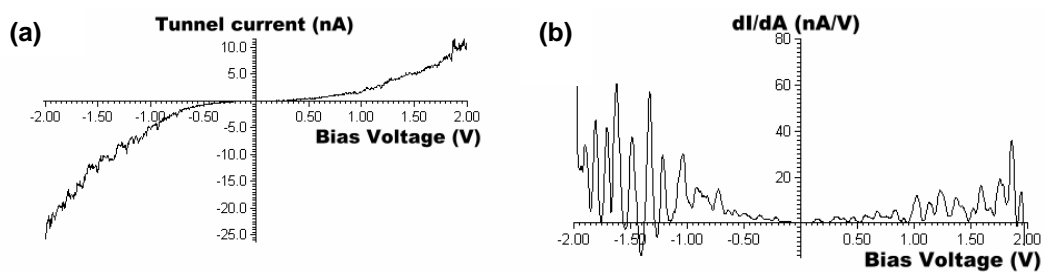 (a)
Tunnel current (nA)
10.0
5.0
-2.00 -1.50 -1.00 -0.50 0.50 1.00 1.50 2.00
-5.0
Bias Voltage (V)
-10.0
-15.0
-20.0
-25.0
(b)
dI/dA (nA/V)
80
60
40
20
-2.00 -1.50 -1.00 -0.50 0.50 1.00 1.50 2.00
Bias Voltage (V)